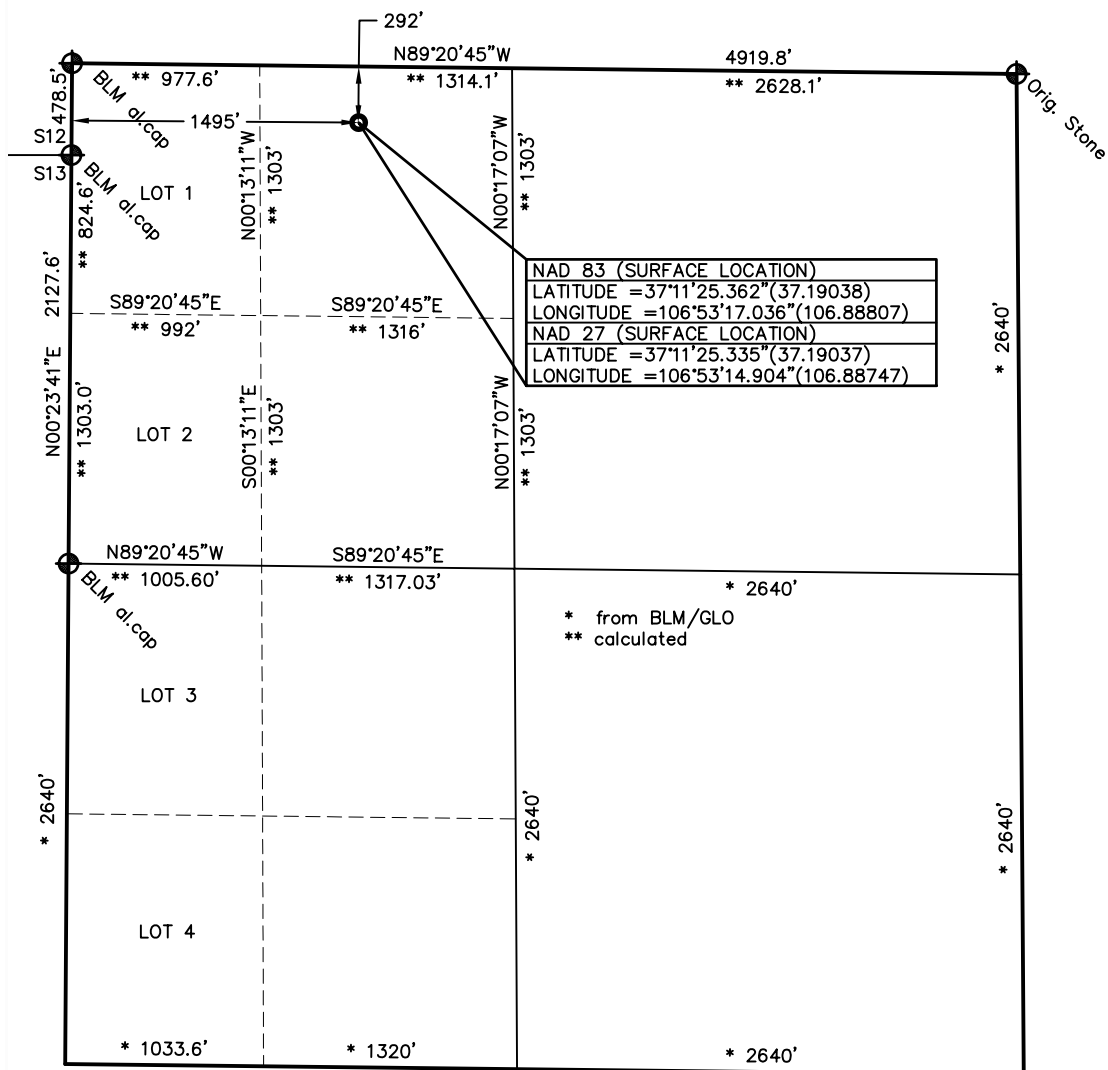 292'
N89°20'45"W
4919.8'
** 977.6'
** 1314.1'
** 2628.1'
478.5'
BLM al.cap
Orig. Stone
1495'
S12
S13
BLM al.cap
LOT 1
N00°13'11"W
** 1303'
N00°17'07"W
** 1303'
** 824.6'
2127.6'
NAD 83 (SURFACE LOCATION)
LATITUDE =37°11'25.362"(37.19038)
LONGITUDE =106°53'17.036"(106.88807)
NAD 27 (SURFACE LOCATION)
LATITUDE =37°11'25.335"(37.19037)
LONGITUDE =106°53'14.904"(106.88747)
S89°20'45"E
** 992'
S89°20'45"E
** 1316'
* 2640'
N00°23'41"E
** 1303.0'
LOT 2
S00°13'11"E
** 1303'
N00°17'07"W
** 1303'
N89°20'45"W
** 1005.60'
S89°20'45"E
** 1317.03'
* 2640'
BLM al.cap
* from BLM/GLO
** calculated
LOT 3
* 2640'
* 2640'
* 2640'
LOT 4
* 1033.6'
* 1320'
* 2640'